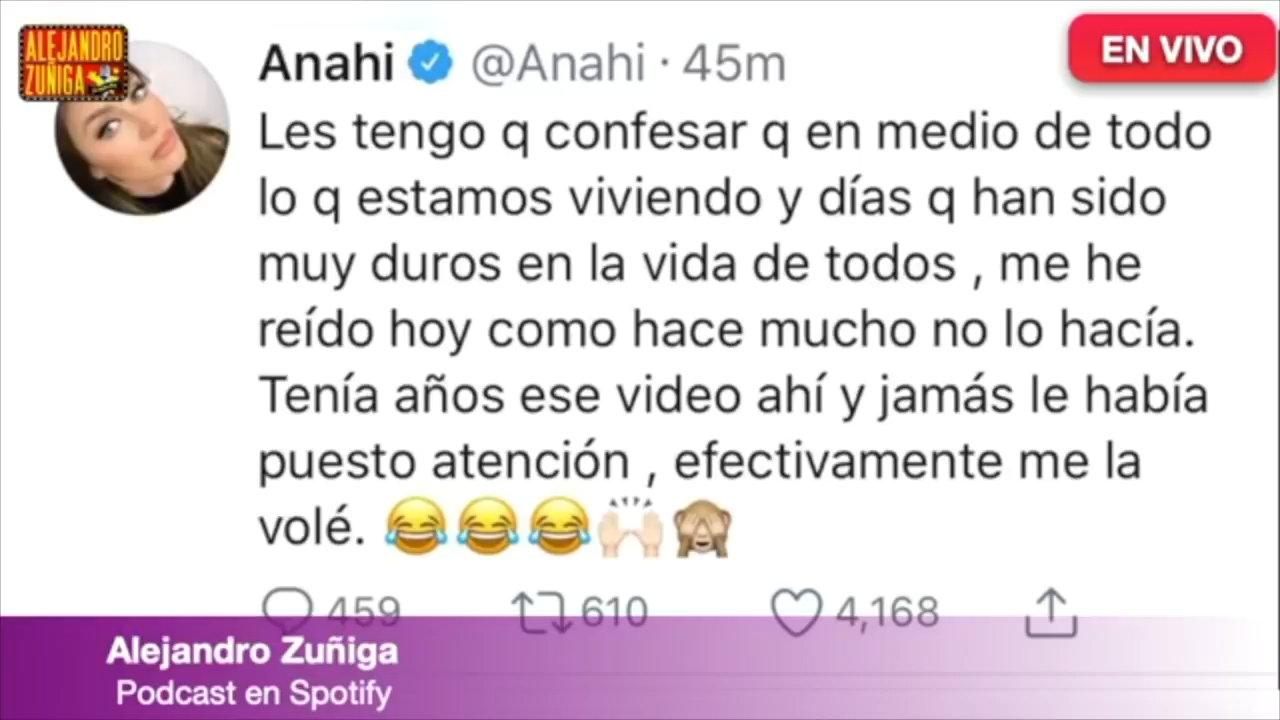 ALEJANDRO
ZUÑIGA
EN VIVO
Anahi @Anahi · 45m
Les tengo q confesar q en medio de todo
lo q estamos viviendo y días q han sido
muy duros en la vida de todos , me he
reído hoy como hace mucho no lo hacía.
Tenía años ese video ahí y jamás le había
puesto atención , efectivamente me la
volé. 😂😂😂🙌🏻🙈
459 610 4,168
Alejandro Zuñiga
Podcast en Spotify